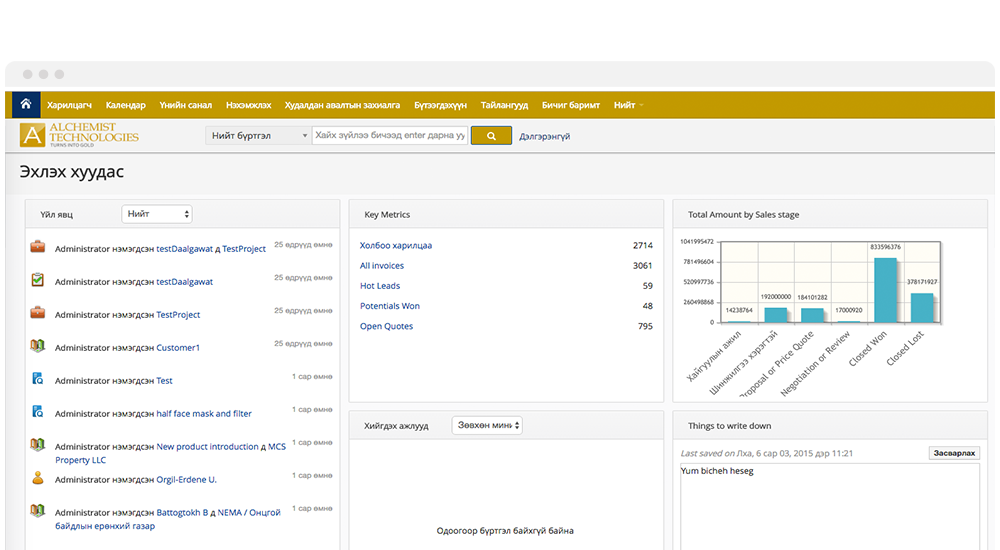 Харилцагч Календар Үнийн санал Нэхэмжлэх Худалдан авалтын захиалга Бүтээгдэхүүн Тайлангууд Бичиг баримт Нийт
ALCHEMIST
TECHNOLOGIES
TURNS INTO GOLD
Нийт бүртгэл Хайх зүйлээ бичээд enter дарна уу Дэлгэрэнгүй
Эхлэх хуудас
Үйл явц Нийт
Administrator нэмэгдсэн testDaalgawat д TestProject 25 өдрүүд өмнө
Administrator нэмэгдсэн testDaalgawat 25 өдрүүд өмнө
Administrator нэмэгдсэн TestProject 25 өдрүүд өмнө
Administrator нэмэгдсэн Customer1 25 өдрүүд өмнө
Administrator нэмэгдсэн Test 1 сар өмнө
Administrator нэмэгдсэн half face mask and filter 1 сар өмнө
Administrator нэмэгдсэн New product introduction д MCS 1 сар өмнө
Property LLC
Administrator нэмэгдсэн Orgil-Erdene U. 1 сар өмнө
Administrator нэмэгдсэн Battogtokh B д NEMA / Онцгой 1 сар өмнө
байдлын ерөнхий газар
Key Metrics
Холбоо харилцаа 2714
All invoices 3061
Hot Leads 59
Potentials Won 48
Open Quotes 795
Total Amount by Sales stage
1041995472
781496604
520997736
260498868
0
14238764
192000000
184101282
17000920
833596376
378171927
Хайгуулын ажил
Шинжилгээ хэрэгтэй
Proposal or Price Quote
Negotiation or Review
Closed Won
Closed Lost
Хийгдэх ажлууд Зөвхөн мини
Одоогоор бүртгэл байхгүй байна
Things to write down
Last saved on Лха, 6 сар 03, 2015 дэр 11:21 Засварлах
Yum bicheh heseg